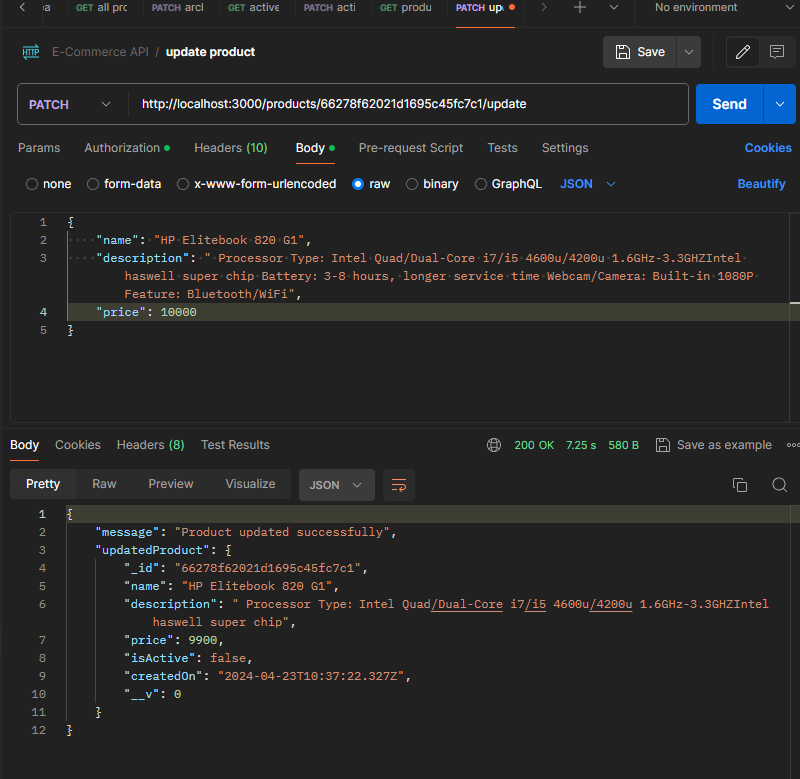 ea GET all pro PATCH arcl GET active PATCH acti GET produ PATCH up No environment
HTTP E-Commerce API / update product Save
PATCH http://localhost:3000/products/66278f62021d1695c45fc7c1/update Send
Params Authorization Headers (10) Body Pre-request Script Tests Settings Cookies
none form-data x-www-form-urlencoded raw binary GraphQL JSON Beautify
1 {
2 "name": "HP Elitebook 820 G1",
3 "description": " Processor Type: Intel Quad/Dual-Core i7/i5 4600u/4200u 1.6GHz-3.3GHZIntel
haswell super chip Battery: 3-8 hours, longer service time Webcam/Camera: Built-in 1080P
Feature: Bluetooth/WiFi",
4 "price": 10000
5 }
Body Cookies Headers (8) Test Results 200 OK 7.25 s 580 B Save as example
Pretty Raw Preview Visualize JSON
1 {
2 "message": "Product updated successfully",
3 "updatedProduct": {
4 "_id": "66278f62021d1695c45fc7c1",
5 "name": "HP Elitebook 820 G1",
6 "description": " Processor Type: Intel Quad/Dual-Core i7/i5 4600u/4200u 1.6GHz-3.3GHZIntel
haswell super chip",
7 "price": 9900,
8 "isActive": false,
9 "createdOn": "2024-04-23T10:37:22.327Z",
10 "__v": 0
11 }
12 }